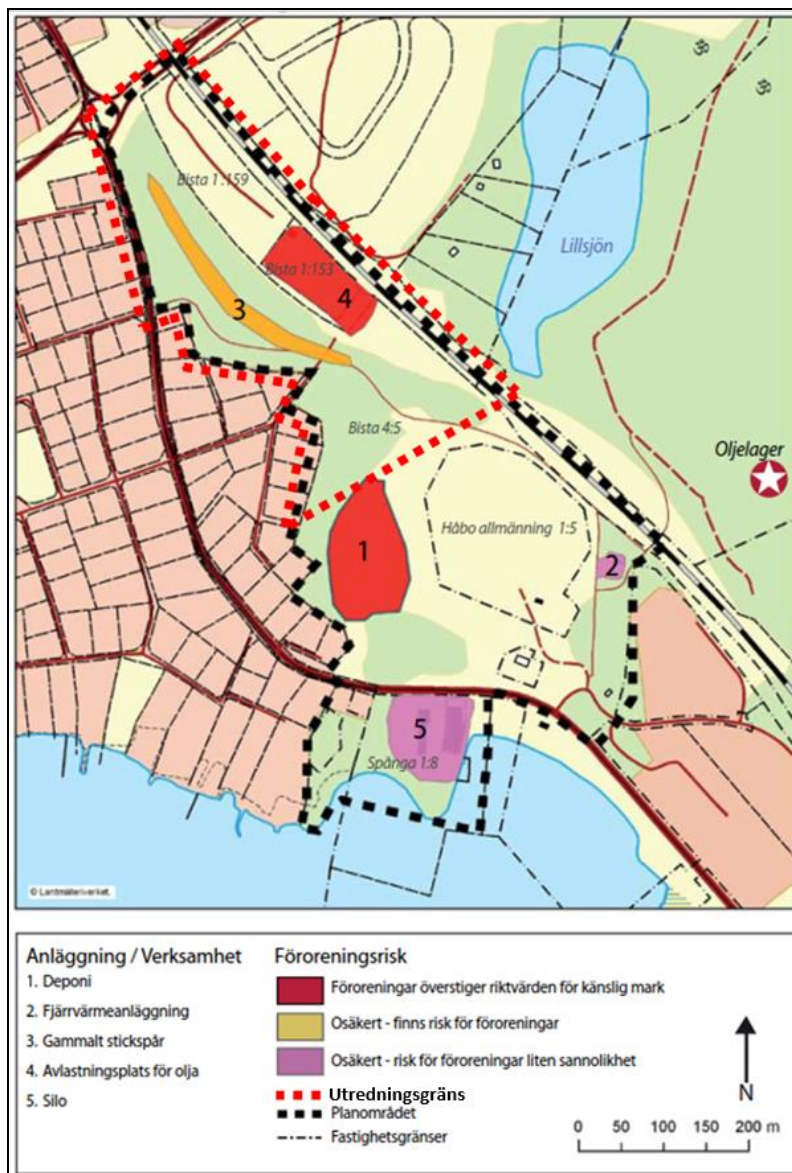 Bista 1:159
Lillsjön
Bista 1:153
3
4
Bista 4:5
Oljelager
1
Håbo allmänning 1:5
2
5
Spånga 1:8
© Lantmäteriverket.
Anläggning / Verksamhet
1. Deponi
2. Fjärrvärmeanläggning
3. Gammalt stickspår
4. Avlastningsplats för olja
5. Silo
Föroreningsrisk
Föroreningar överstiger riktvärden för känslig mark
Osäkert - finns risk för föroreningar
Osäkert - risk för föroreningar liten sannolikhet
Utredningsgräns
Planområdet
Fastighetsgränser
N
0 50 100 150 200 m